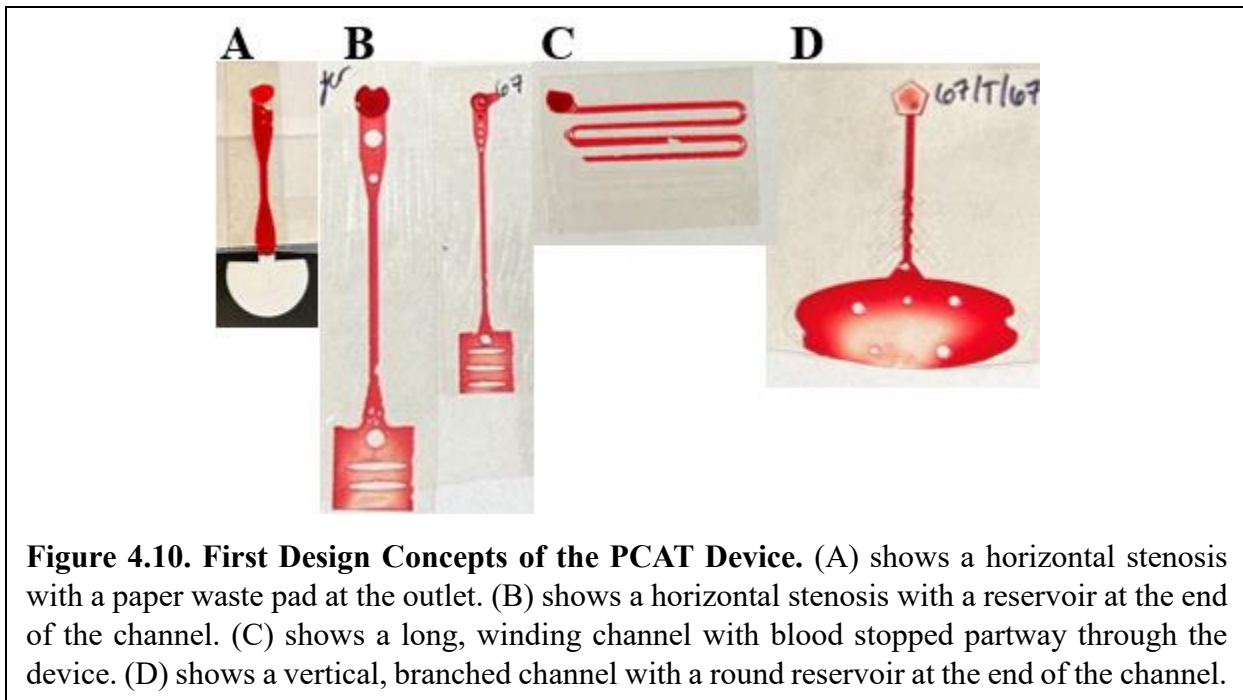 A B C D
67
67/T/67
Figure 4.10. First Design Concepts of the PCAT Device. (A) shows a horizontal stenosis
with a paper waste pad at the outlet. (B) shows a horizontal stenosis with a reservoir at the end
of the channel. (C) shows a long, winding channel with blood stopped partway through the
device. (D) shows a vertical, branched channel with a round reservoir at the end of the channel.